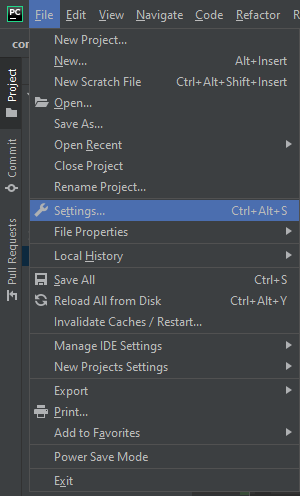 PC File Edit View Navigate Code Refactor R
con
New Project...
New... Alt+Insert
New Scratch File Ctrl+Alt+Shift+Insert
Open...
Save As...
Open Recent
Close Project
Rename Project...
Settings... Ctrl+Alt+S
File Properties
Local History
Save All Ctrl+S
Reload All from Disk Ctrl+Alt+Y
Invalidate Caches / Restart...
Manage IDE Settings
New Projects Settings
Export
Print...
Add to Favorites
Power Save Mode
Exit
Project
Commit
Pull Requests